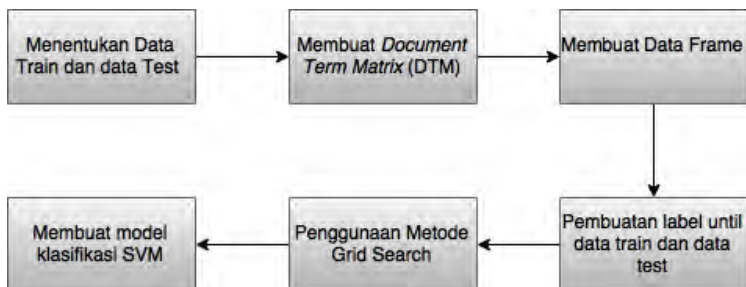 Menentukan Data
Train dan data Test
Membuat Document
Term Matrix (DTM)
Membuat Data Frame
Pembuatan label until
data train dan data
test
Penggunaan Metode
Grid Search
Membuat model
klasifikasi SVM